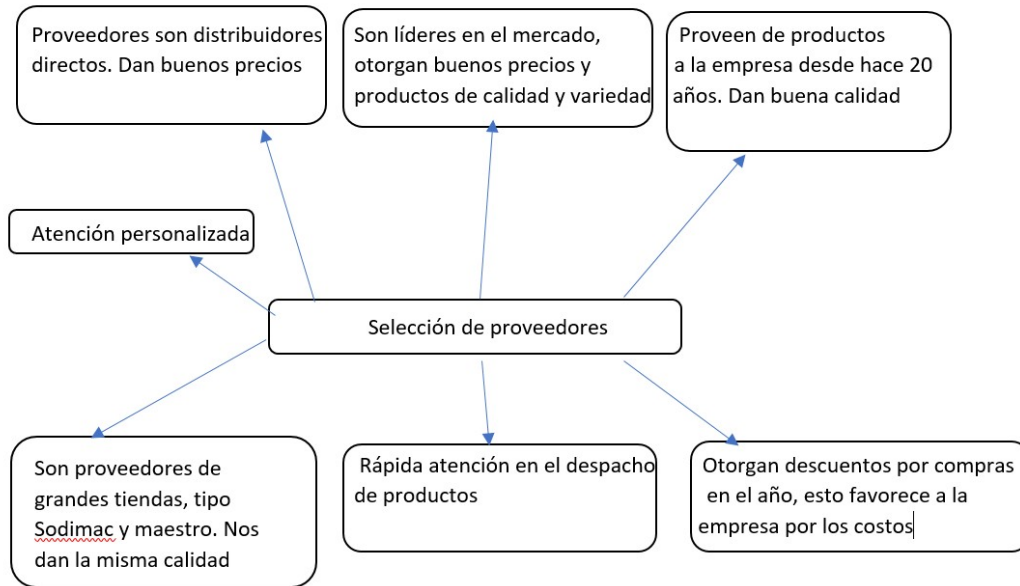 Proveedores son distribuidores
directos. Dan buenos precios
Son líderes en el mercado,
otorgan buenos precios y
productos de calidad y variedad
Proveen de productos
a la empresa desde hace 20
años. Dan buena calidad
Atención personalizada
Selección de proveedores
Son proveedores de
grandes tiendas, tipo
Sodimac y maestro. Nos
dan la misma calidad
Rápida atención en el despacho
de productos
Otorgan descuentos por compras
en el año, esto favorece a la
empresa por los costos